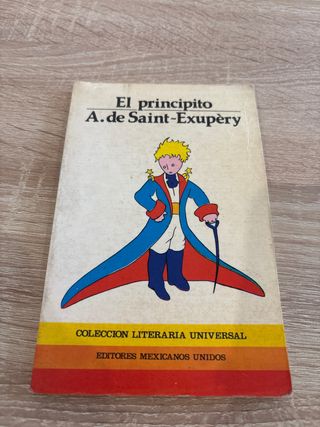 El principito
A. de Saint-Exupèry
COLECCION LITERARIA UNIVERSAL
EDITORES MEXICANOS UNIDOS